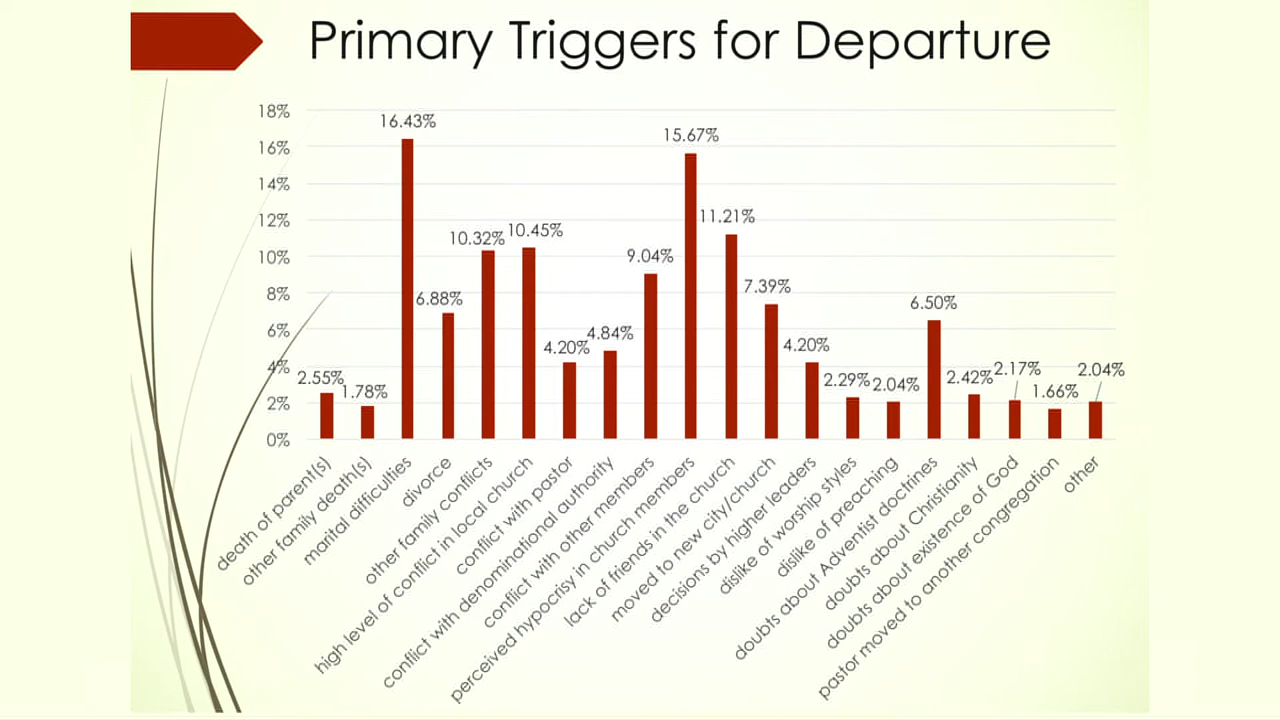 Primary Triggers for Departure
18%
16%
14%
12%
10%
8%
6%
4%
2%
0%
2.55%
1.78%
16.43%
6.88%
10.32%
10.45%
4.20%
4.84%
9.04%
15.67%
11.21%
7.39%
4.20%
2.29%
2.04%
6.50%
2.42%
2.17%
1.66%
2.04%
death of parent(s)
other family death(s)
marital difficulties
divorce
other family conflicts
high level of conflict in local church
conflict with pastor
conflict with denominational authority
conflict with other members
perceived hypocrisy in church members
lack of friends in the church
moved to new city/church
decisions by higher leaders
dislike of worship styles
dislike of preaching
doubts about Adventist doctrines
doubts about Christianity
doubts about existence of God
pastor moved to another congregation
other